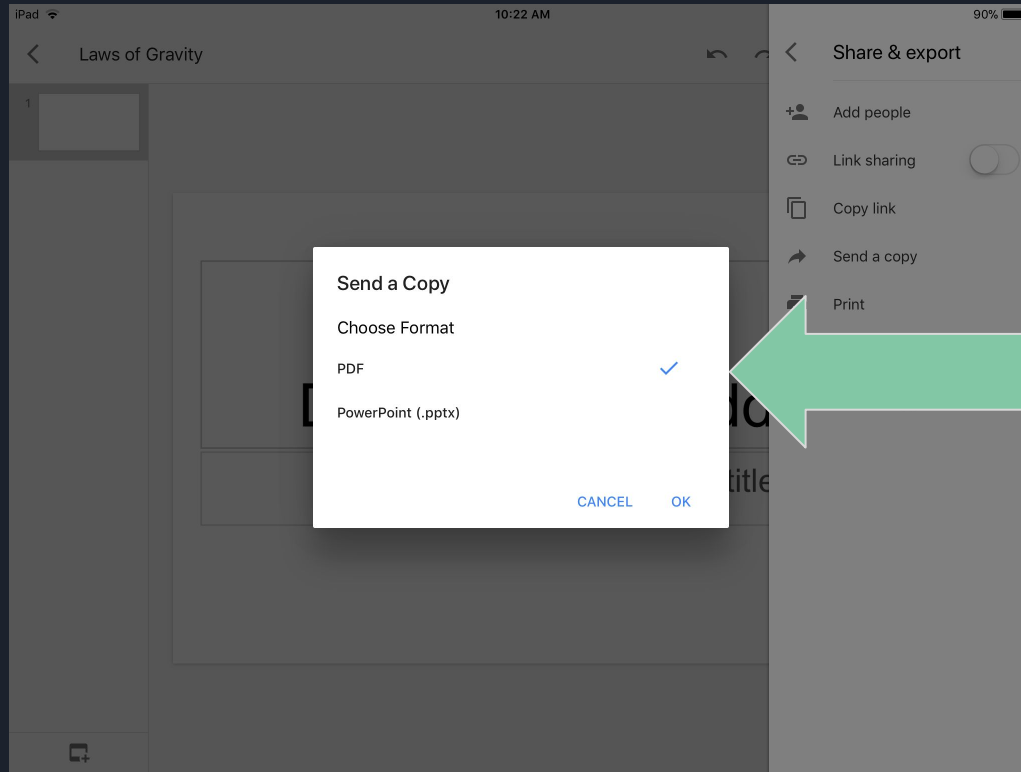 iPad
10:22 AM
90%
Laws of Gravity
Share & export
1
Add people
Link sharing
Copy link
Send a copy
Print
Send a Copy
Choose Format
PDF
PowerPoint (.pptx)
CANCEL
OK